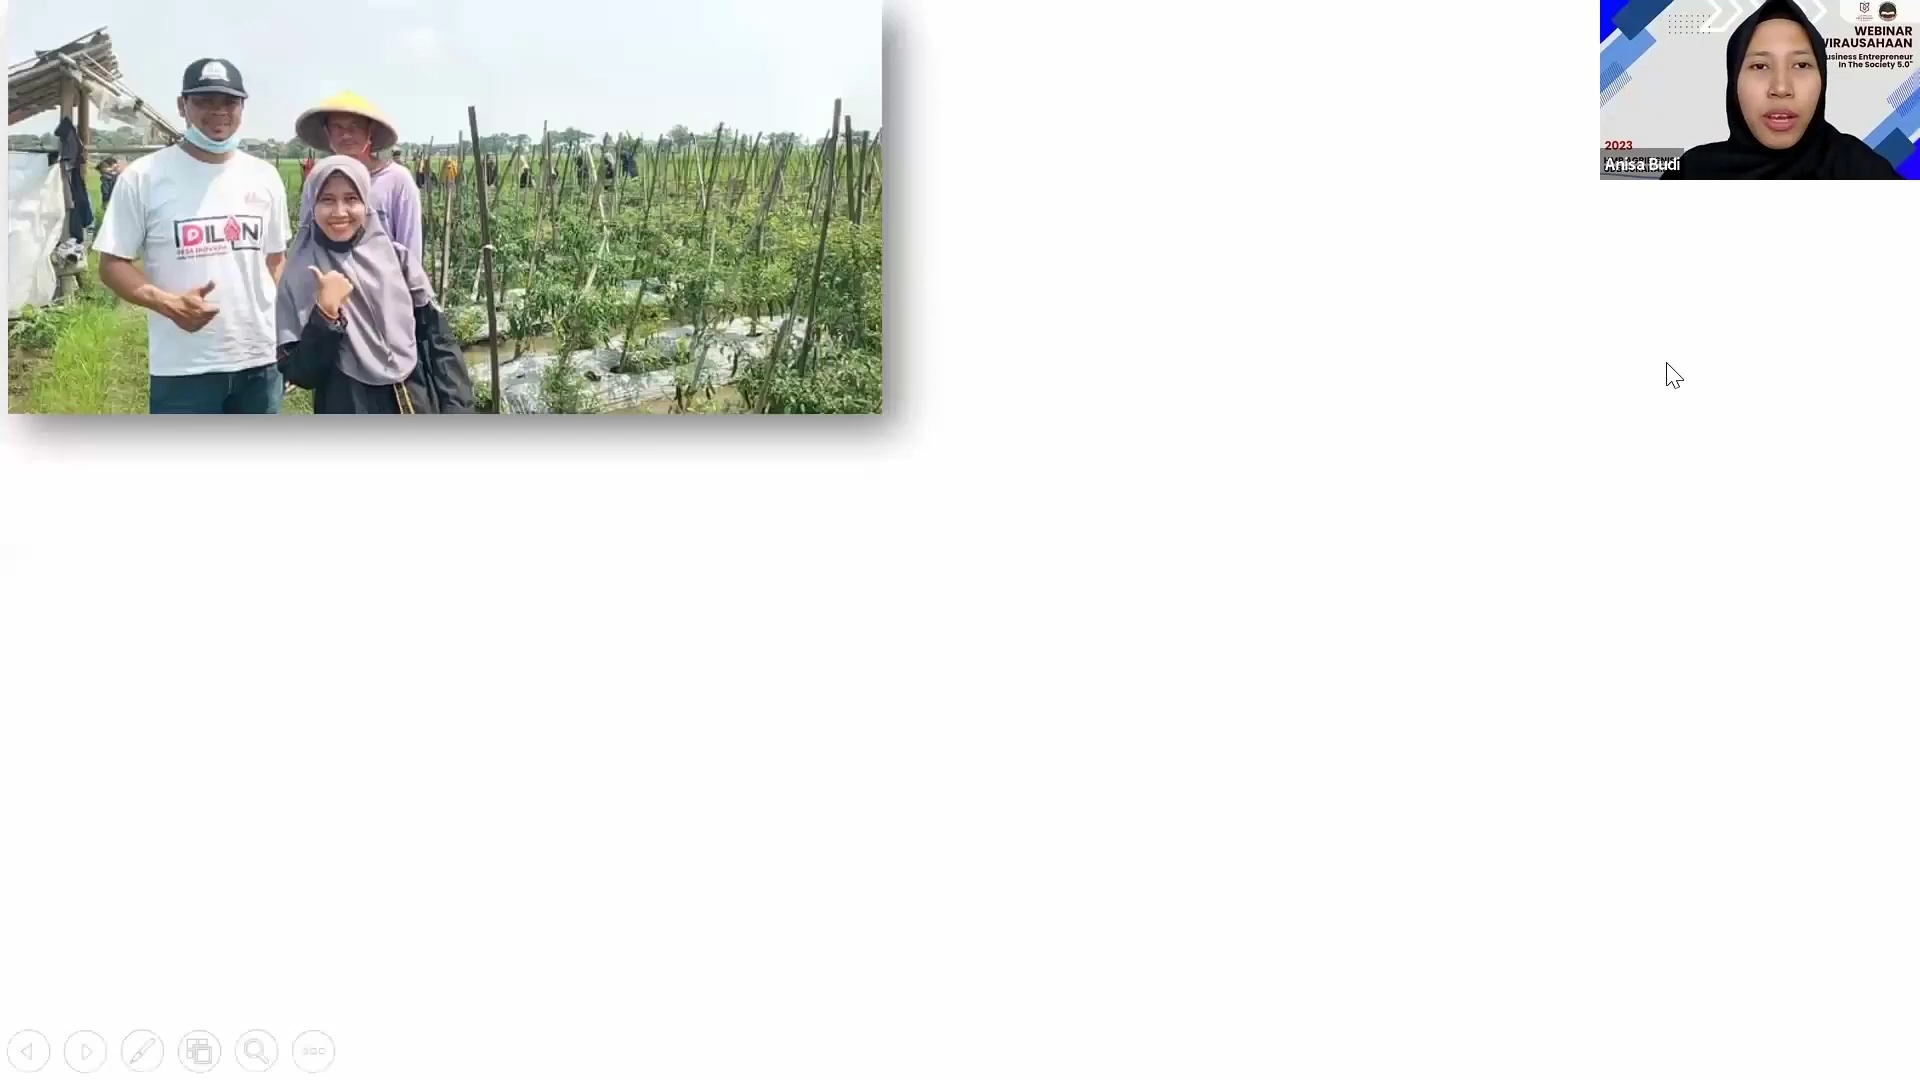 DILAN
WEBINAR
WIRAUSAHAAN
Business Entrepreneur
In The Society 5.0"
2023
Anisa Budi